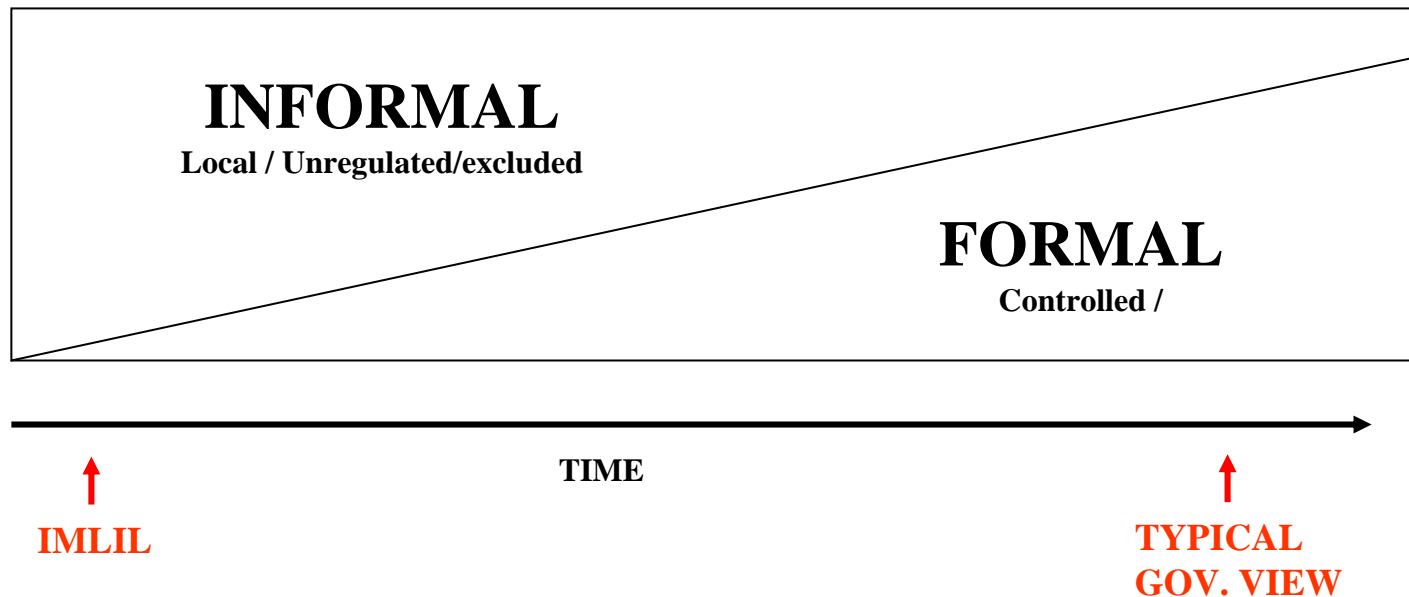 INFORMAL
Local / Unregulated/excluded
FORMAL
Controlled /
TIME
IMLIL
TYPICAL
GOV. VIEW